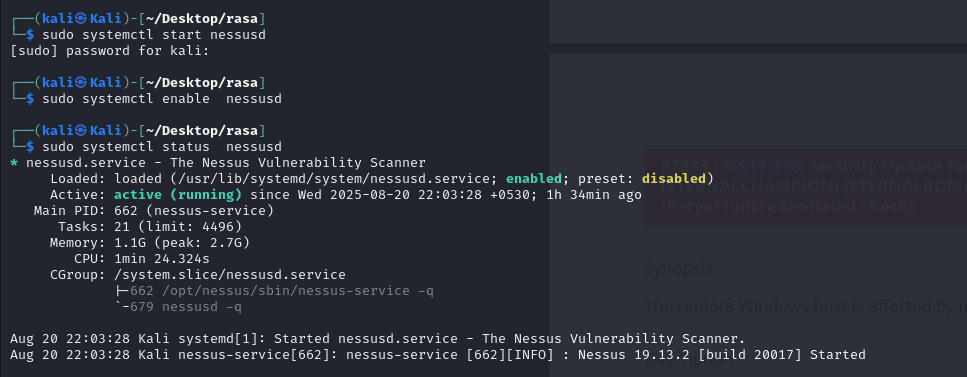 ┌──(kali㉿Kali)-[~/Desktop/rasa]
└─$ sudo systemctl start nessusd
[sudo] password for kali:
┌──(kali㉿Kali)-[~/Desktop/rasa]
└─$ sudo systemctl enable  nessusd
┌──(kali㉿Kali)-[~/Desktop/rasa]
└─$ sudo systemctl status  nessusd
* nessusd.service - The Nessus Vulnerability Scanner
Loaded: loaded (/usr/lib/systemd/system/nessusd.service; enabled; preset: disabled)
Active: active (running) since Wed 2025-08-20 22:03:28 +0530; 1h 34min ago
Main PID: 662 (nessus-service)
Tasks: 21 (limit: 4496)
Memory: 1.1G (peak: 2.7G)
CPU: 1min 24.324s
CGroup: /system.slice/nessusd.service
├─662 /opt/nessus/sbin/nessus-service -q
`-679 nessusd -q
Aug 20 22:03:28 Kali systemd[1]: Started nessusd.service - The Nessus Vulnerability Scanner.
Aug 20 22:03:28 Kali nessus-service[662]: nessus-service [662][INFO] : Nessus 19.13.2 [build 20017] Started
97833 - MS17-010: Security Update for
(ETERNALCHAMPION) (ETERNALROMA
(Petya) (uncredentialed check)
Synopsis
The remote Windows host is affected by
Description